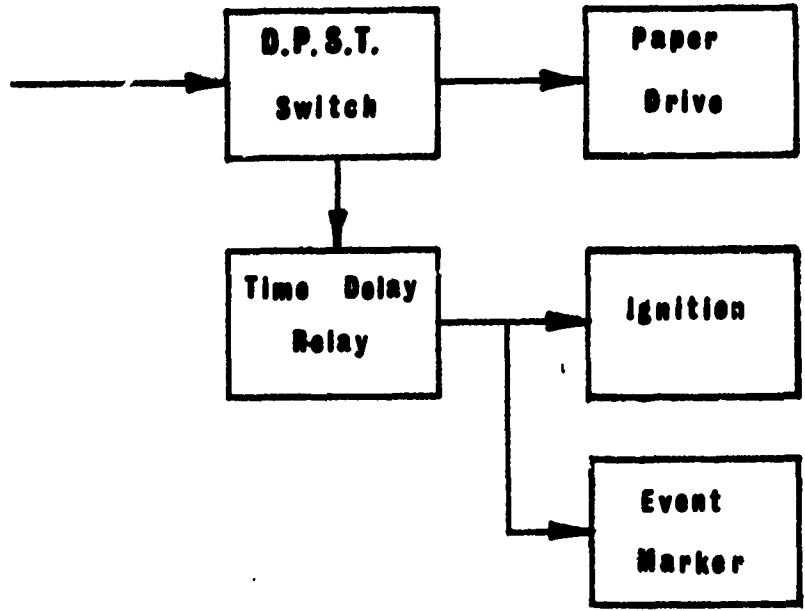 D.P.S.T.
Switch
Paper
Drive
Time Delay
Relay
Ignition
Event
Marker